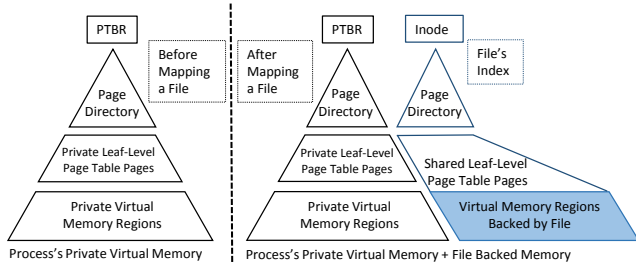 PTBR
Before
Mapping
a File
Page
Directory
Private Leaf-Level
Page Table Pages
Private Virtual
Memory Regions
Process's Private Virtual Memory
After
Mapping
a File
PTBR
Inode
File's
Index
Page
Directory
Page
Directory
Private Leaf-Level
Page Table Pages
Shared Leaf-Level
Page Table Pages
Private Virtual
Memory Regions
Virtual Memory Regions
Backed by File
Process's Private Virtual Memory + File Backed Memory